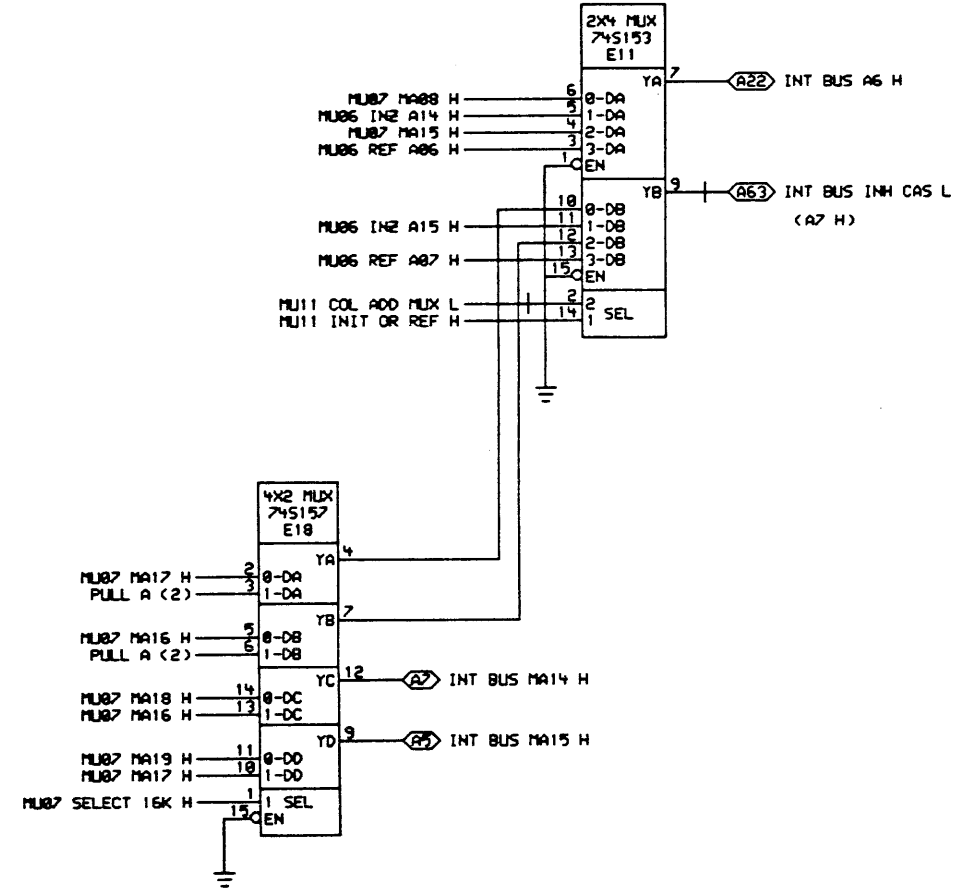 2X4 MUX
74S153
E11
YA 7 A22 INT BUS A6 H
MU07 MA08 H 6 0-DA
MU06 IN2 A14 H 5 1-DA
MU07 MA15 H 4 2-DA
MU06 REF A06 H 3 3-DA
1 EN
YB 9 A63 INT BUS INH CAS L
(A7 H)
10 0-DB
MU06 IN2 A15 H 11 1-DB
12 2-DB
MU06 REF A07 H 13 3-DB
15 EN
MU11 COL ADD MUX L 2 2
SEL
MU11 INIT OR REF H 14 1
4X2 MUX
74S157
E18
YA 4
MU07 MA17 H 2 0-DA
PULL A (2) 3 1-DA
YB 7
MU07 MA16 H 5 0-DB
PULL A (2) 6 1-DB
YC 12 A7 INT BUS MA14 H
MU07 MA18 H 14 0-DC
MU07 MA16 H 13 1-DC
YD 9 A5 INT BUS MA15 H
MU07 MA19 H 11 0-DD
MU07 MA17 H 10 1-DD
MU07 SELECT 16K H 1 1 SEL
15 EN